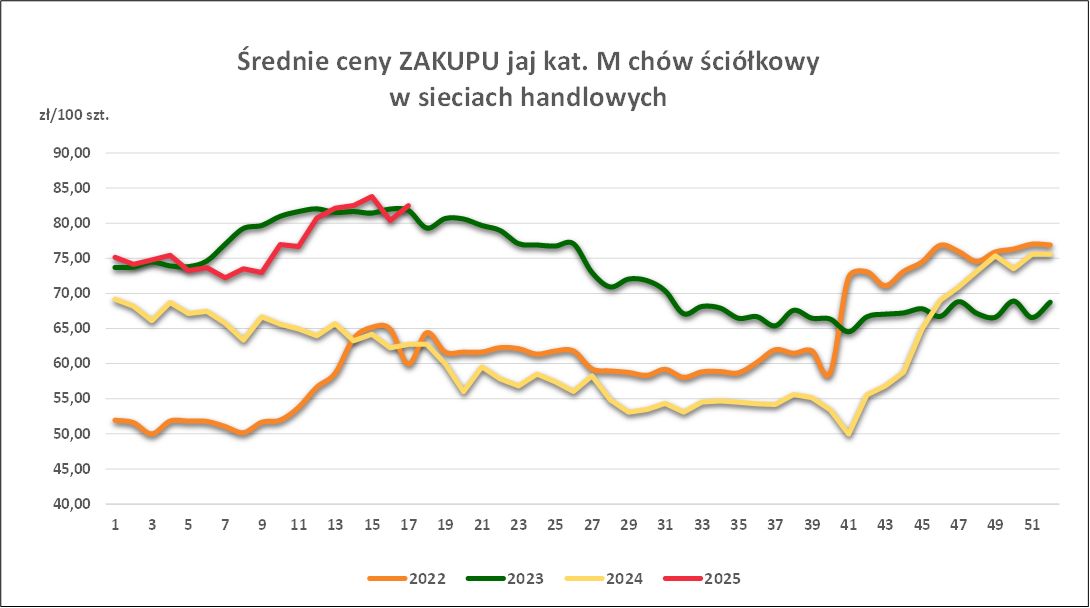 Średnie ceny ZAKUPU jaj kat. M chów ściółkowy
w sieciach handlowych
zł/100 szt.
90,00
85,00
80,00
75,00
70,00
65,00
60,00
55,00
50,00
45,00
40,00
1 3 5 7 9 11 13 15 17 19 21 23 25 27 29 31 33 35 37 39 41 43 45 47 49 51
2022 2023 2024 2025